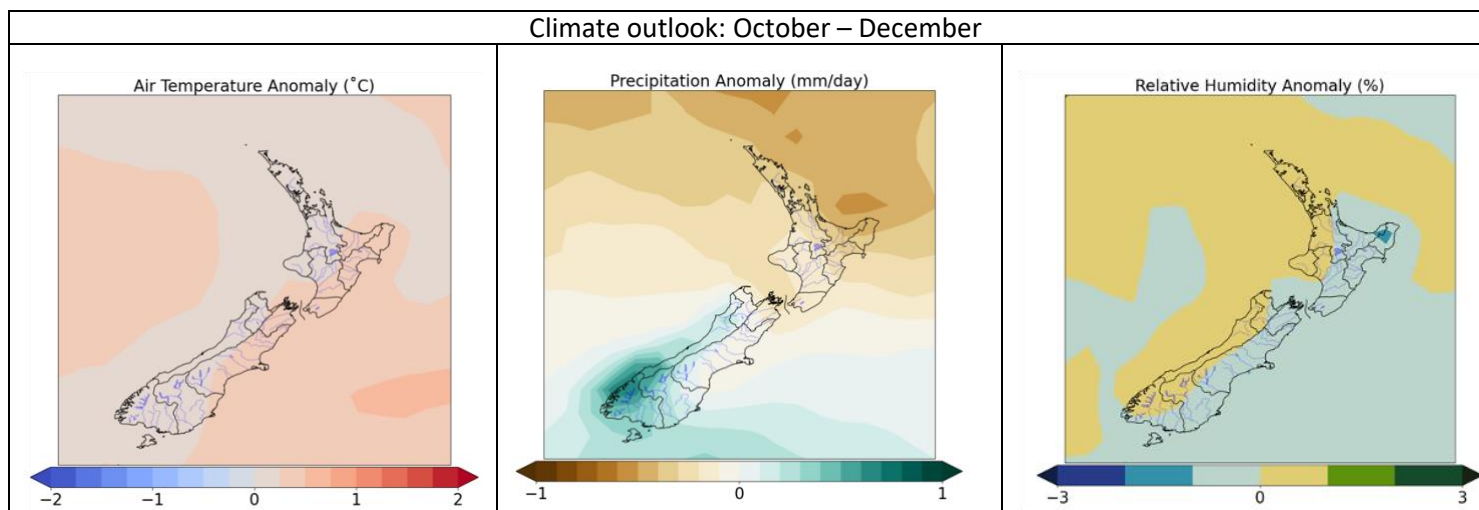 Climate outlook: October – December
Air Temperature Anomaly (˚C)
−2 −1 0 1 2
Precipitation Anomaly (mm/day)
−1 0 1
Relative Humidity Anomaly (%)
−3 0 3